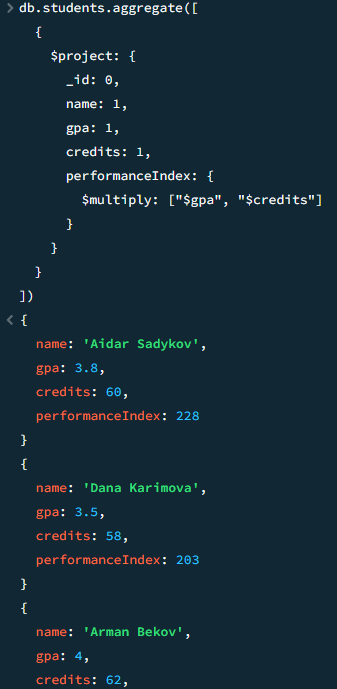 > db.students.aggregate([
{
$project: {
_id: 0,
name: 1,
gpa: 1,
credits: 1,
performanceIndex: {
$multiply: ["$gpa", "$credits"]
}
}
}
])
< {
name: 'Aidar Sadykov',
gpa: 3.8,
credits: 60,
performanceIndex: 228
}
{
name: 'Dana Karimova',
gpa: 3.5,
credits: 58,
performanceIndex: 203
}
{
name: 'Arman Bekov',
gpa: 4,
credits: 62,